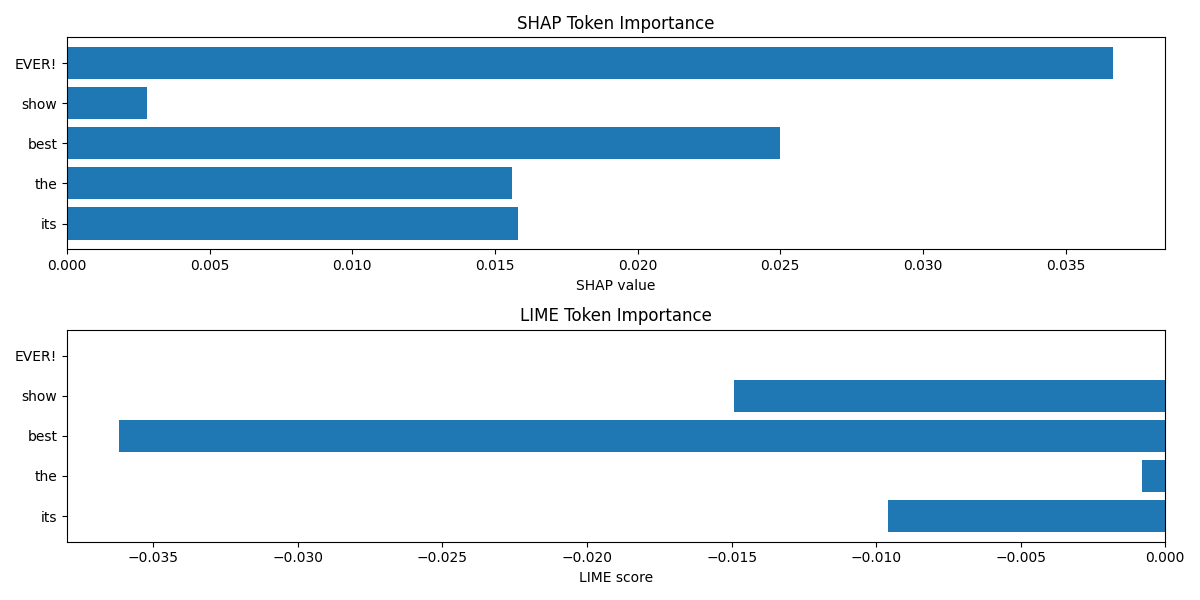 SHAP Token Importance
EVER!
show
best
the
its
0.000 0.005 0.010 0.015 0.020 0.025 0.030 0.035
SHAP value
LIME Token Importance
EVER!
show
best
the
its
−0.035 −0.030 −0.025 −0.020 −0.015 −0.010 −0.005 0.000
LIME score